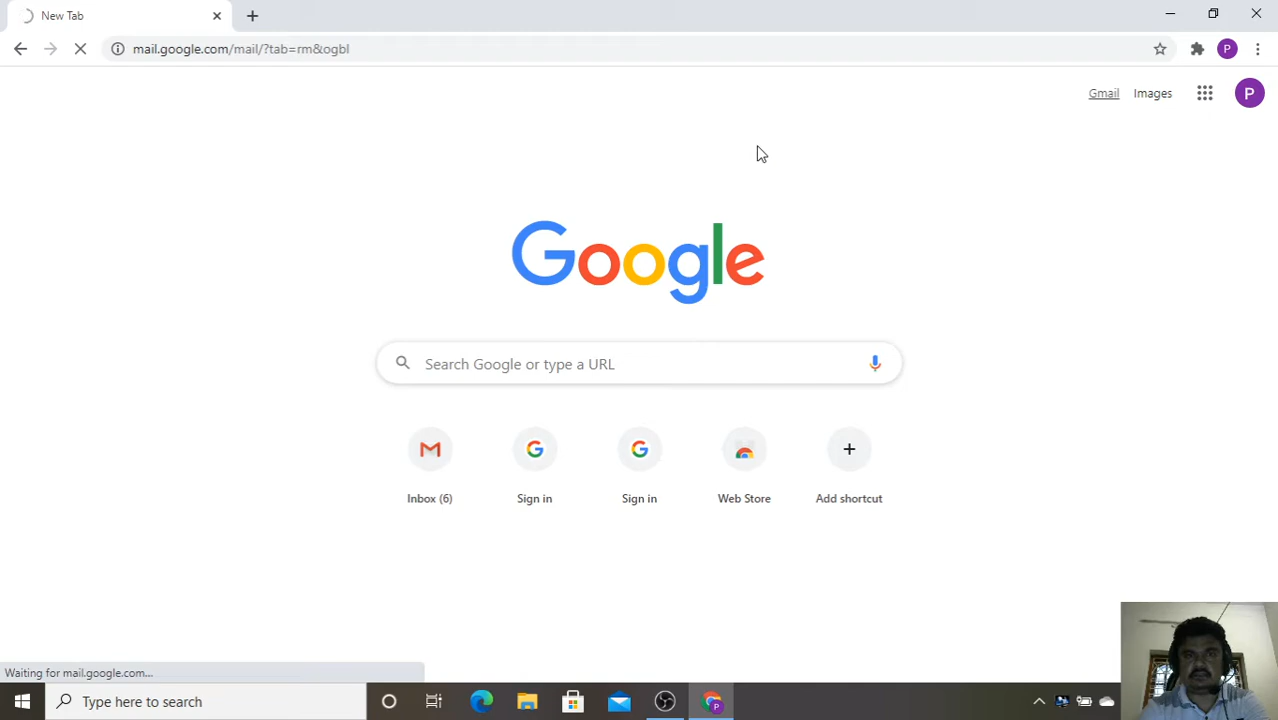 New Tab
mail.google.com/mail/?tab=rm&ogbl
P
Gmail Images P
Google
Search Google or type a URL
Inbox (6) Sign in Sign in Web Store Add shortcut
Waiting for mail.google.com...
Type here to search
P